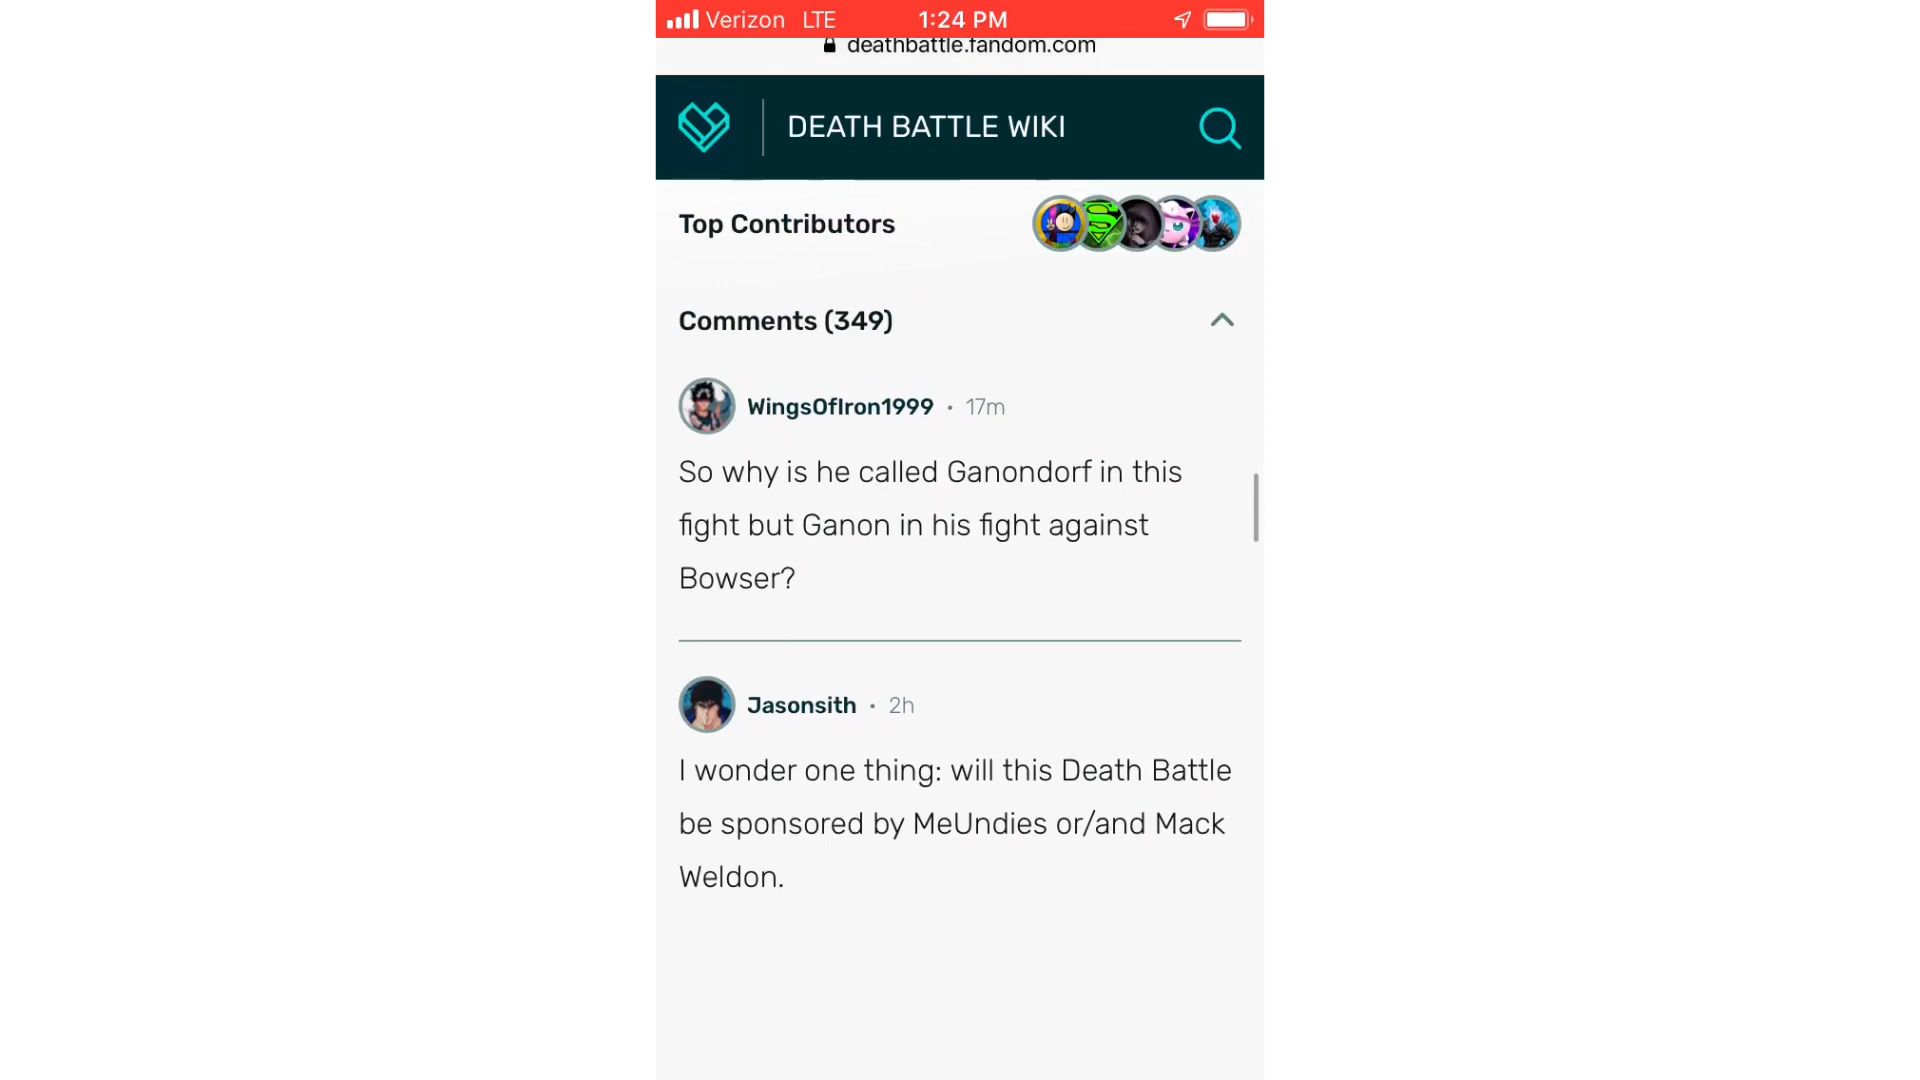 Verizon LTE 1:24 PM
deathbattle.fandom.com
DEATH BATTLE WIKI
Top Contributors
Comments (349)
WingsOfIron1999 • 17m
So why is he called Ganondorf in this
fight but Ganon in his fight against
Bowser?
Jasonsith • 2h
I wonder one thing: will this Death Battle
be sponsored by MeUndies or/and Mack
Weldon.